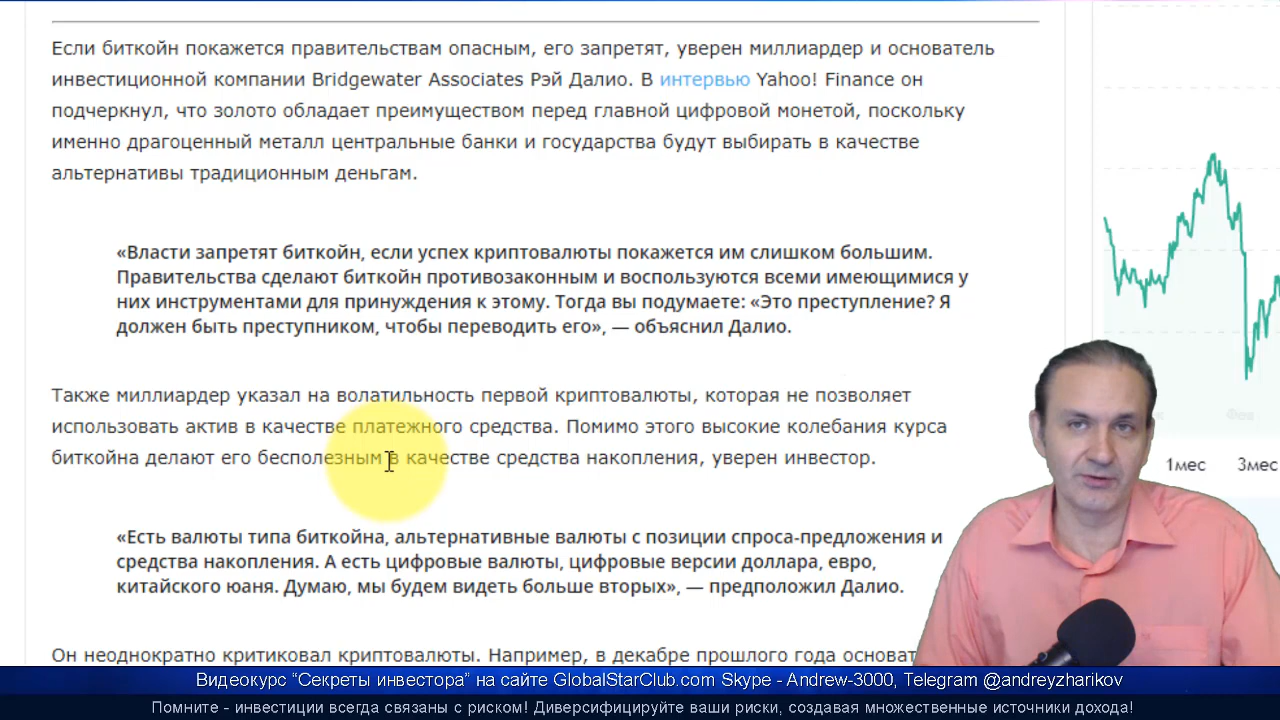 Если биткойн покажется правительствам опасным, его запретят, уверен миллиардер и основатель
инвестиционной компании Bridgewater Associates Рэй Далио. В интервью Yahoo! Finance он
подчеркнул, что золото обладает преимуществом перед главной цифровой монетой, поскольку
именно драгоценный металл центральные банки и государства будут выбирать в качестве
альтернативы традиционным деньгам.
«Власти запретят биткойн, если успех криптовалюты покажется им слишком большим.
Правительства сделают биткойн противозаконным и воспользуются всеми имеющимися у
них инструментами для принуждения к этому. Тогда вы подумаете: «Это преступление? Я
должен быть преступником, чтобы переводить его», — объяснил Далио.
Также миллиардер указал на волатильность первой криптовалюты, которая не позволяет
использовать актив в качестве платежного средства. Помимо этого высокие колебания курса
биткойна делают его бесполезным в качестве средства накопления, уверен инвестор.
Фев
1мес 3мес
«Есть валюты типа биткойна, альтернативные валюты с позиции спроса-предложения и
средства накопления. А есть цифровые валюты, цифровые версии доллара, евро,
китайского юаня. Думаю, мы будем видеть больше вторых», — предположил Далио.
Он неоднократно критиковал криптовалюты. Например, в декабре прошлого года основат
Видеокурс “Секреты инвестора” на сайте GlobalStarClub.com Skype - Andrew-3000, Telegram @andreyzharikov
Помните - инвестиции всегда связаны с риском! Диверсифицируйте ваши риски, создавая множественные источники дохода!